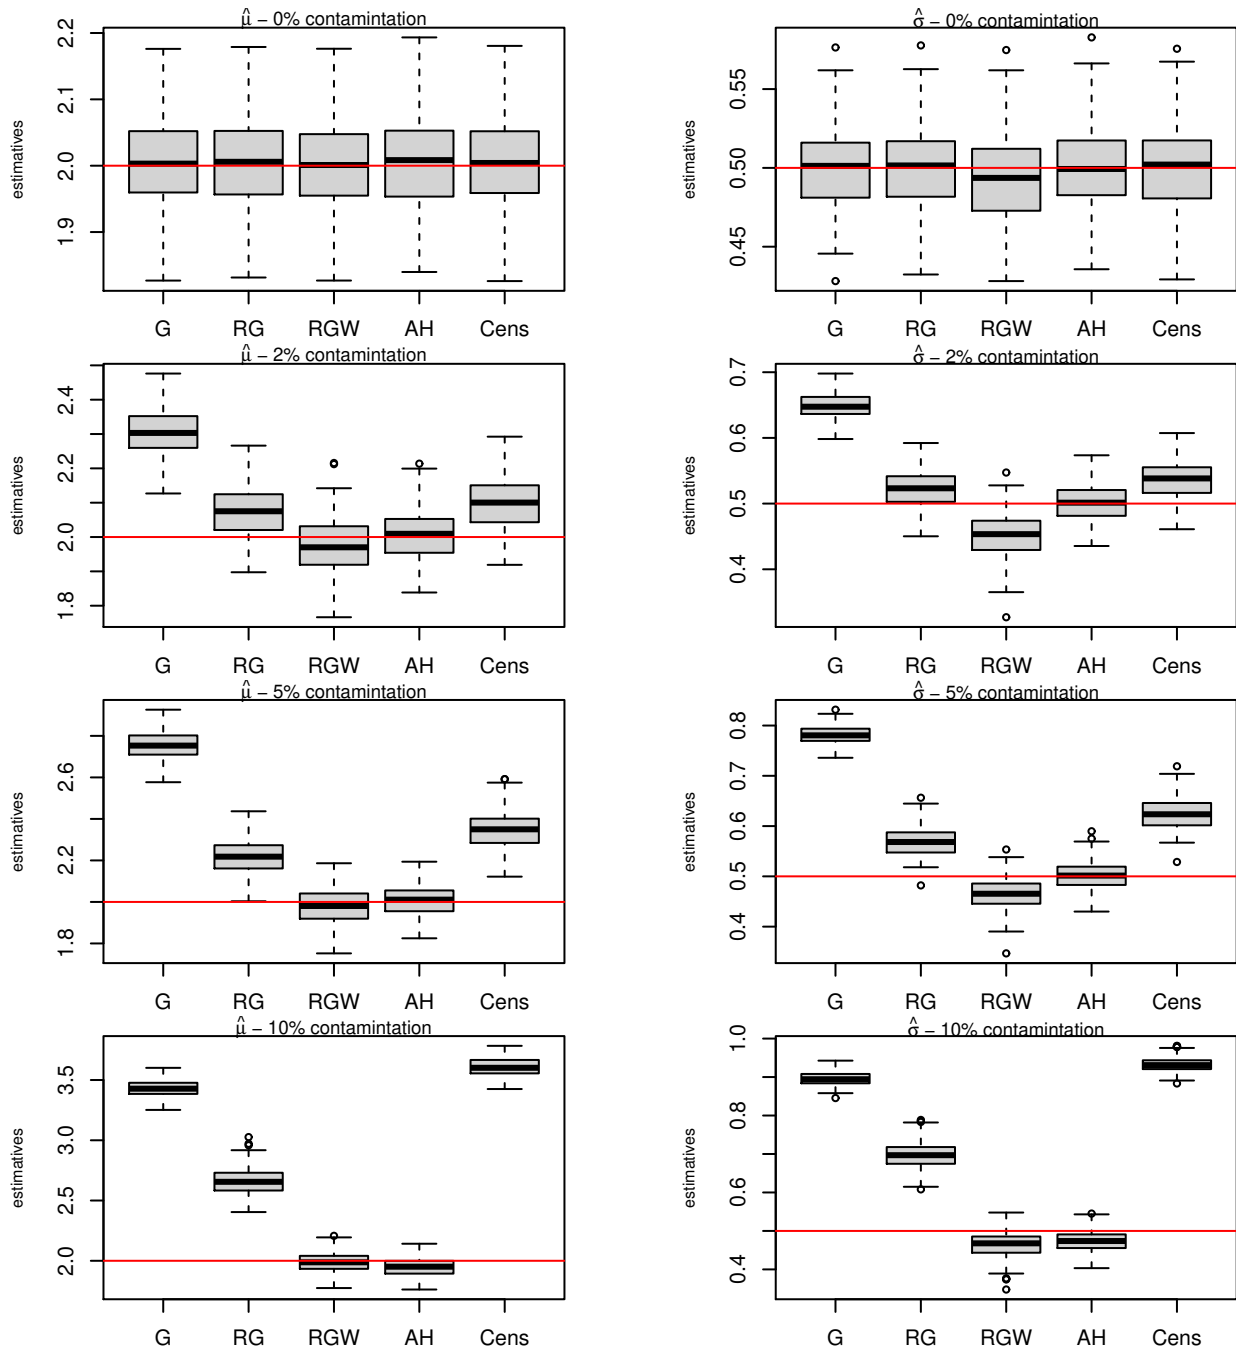 μ̂ − 0% contamintation
estimatives
1.9 2.0 2.1 2.2
G RG RGW AH Cens
σ̂ − 0% contamintation
estimatives
0.45 0.50 0.55
G RG RGW AH Cens
μ̂ − 2% contamintation
estimatives
1.8 2.0 2.2 2.4
G RG RGW AH Cens
σ̂ − 2% contamintation
estimatives
0.4 0.5 0.6 0.7
G RG RGW AH Cens
μ̂ − 5% contamintation
estimatives
1.8 2.2 2.6
G RG RGW AH Cens
σ̂ − 5% contamintation
estimatives
0.4 0.5 0.6 0.7 0.8
G RG RGW AH Cens
μ̂ − 10% contamintation
estimatives
2.0 2.5 3.0 3.5
G RG RGW AH Cens
σ̂ − 10% contamintation
estimatives
0.4 0.6 0.8 1.0
G RG RGW AH Cens